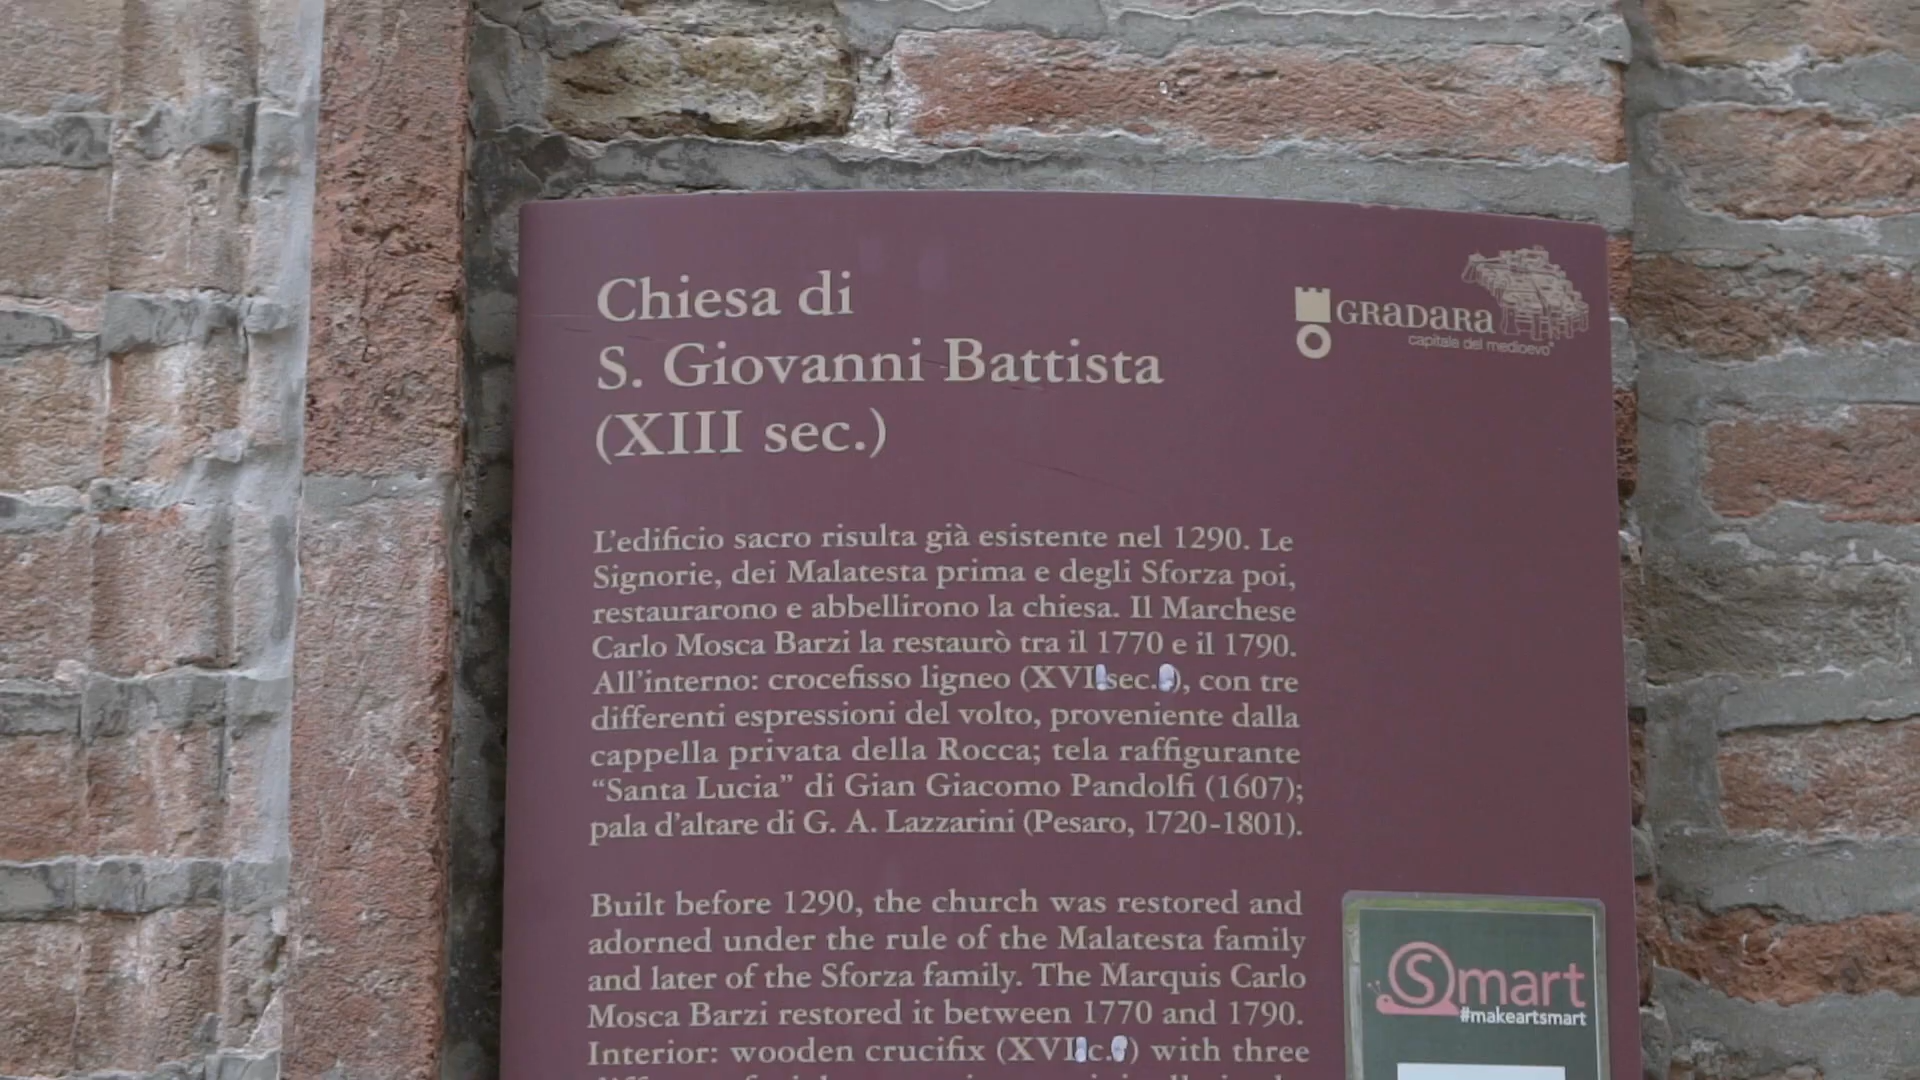 Chiesa di
S. Giovanni Battista
(XIII sec.)
GRaDaRa
capitale del medioevo
L'edificio sacro risulta già esistente nel 1290. Le
Signorie, dei Malatesta prima e degli Sforza poi,
restaurarono e abbellirono la chiesa. Il Marchese
Carlo Mosca Barzi la restaurò tra il 1770 e il 1790.
All'interno: crocefisso ligneo (XVI sec. ), con tre
differenti espressioni del volto, proveniente dalla
cappella privata della Rocca; tela raffigurante
“Santa Lucia” di Gian Giacomo Pandolfi (1607);
pala d'altare di G. A. Lazzarini (Pesaro, 1720-1801).
Built before 1290, the church was restored and
adorned under the rule of the Malatesta family
and later of the Sforza family. The Marquis Carlo
Mosca Barzi restored it between 1770 and 1790.
Interior: wooden crucifix (XVI c. ) with three
Smart
#makeartsmart